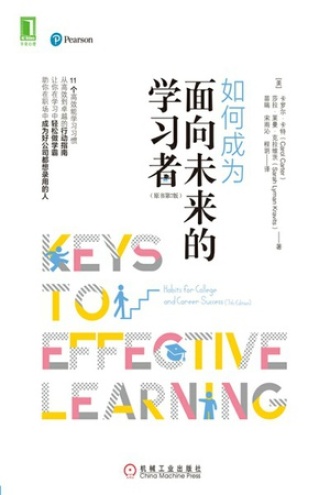 Pearson
如何成为
面向未来的
学习者
(原书第7版)
11个高效能学习习惯
从高效到卓越的行动指南
让你在学习中轻松做学霸
助你在职场中成为好公司都想录用的人
[美]
卡罗尔·卡特(Carol Carter)
莎拉·莱曼·克拉维茨(Sarah Lyman Kravits)
著
译
KEYS
TO
Habits for College
and Career Success (7th Edition)
EFFECTIVE
LEARNING
机械工业出版社
CHINA MACHINE PRESS